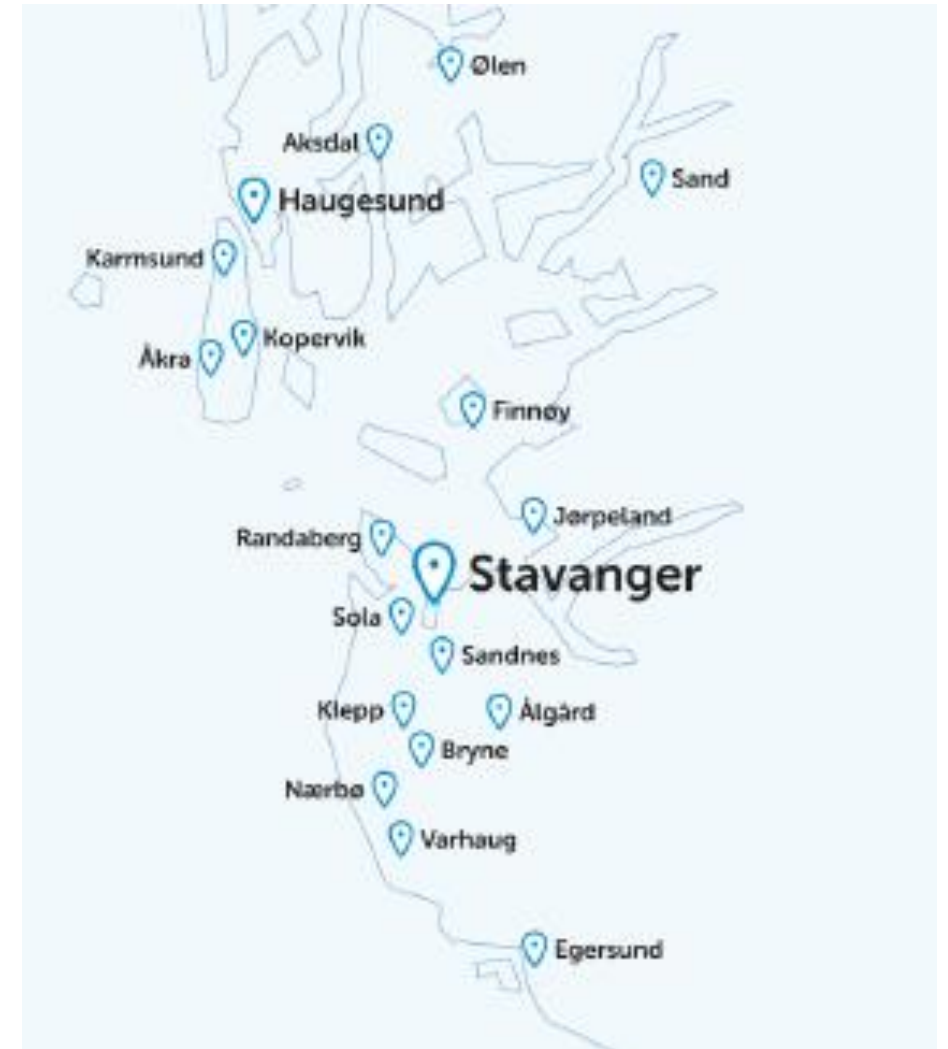 Ølen
Aksdal
Sand
Haugesund
Karmsund
Kopervik
Åkra
Finnøy
Jørpeland
Randaberg
Stavanger
Sola
Sandnes
Klepp
Ålgård
Bryne
Nærbø
Varhaug
Egersund